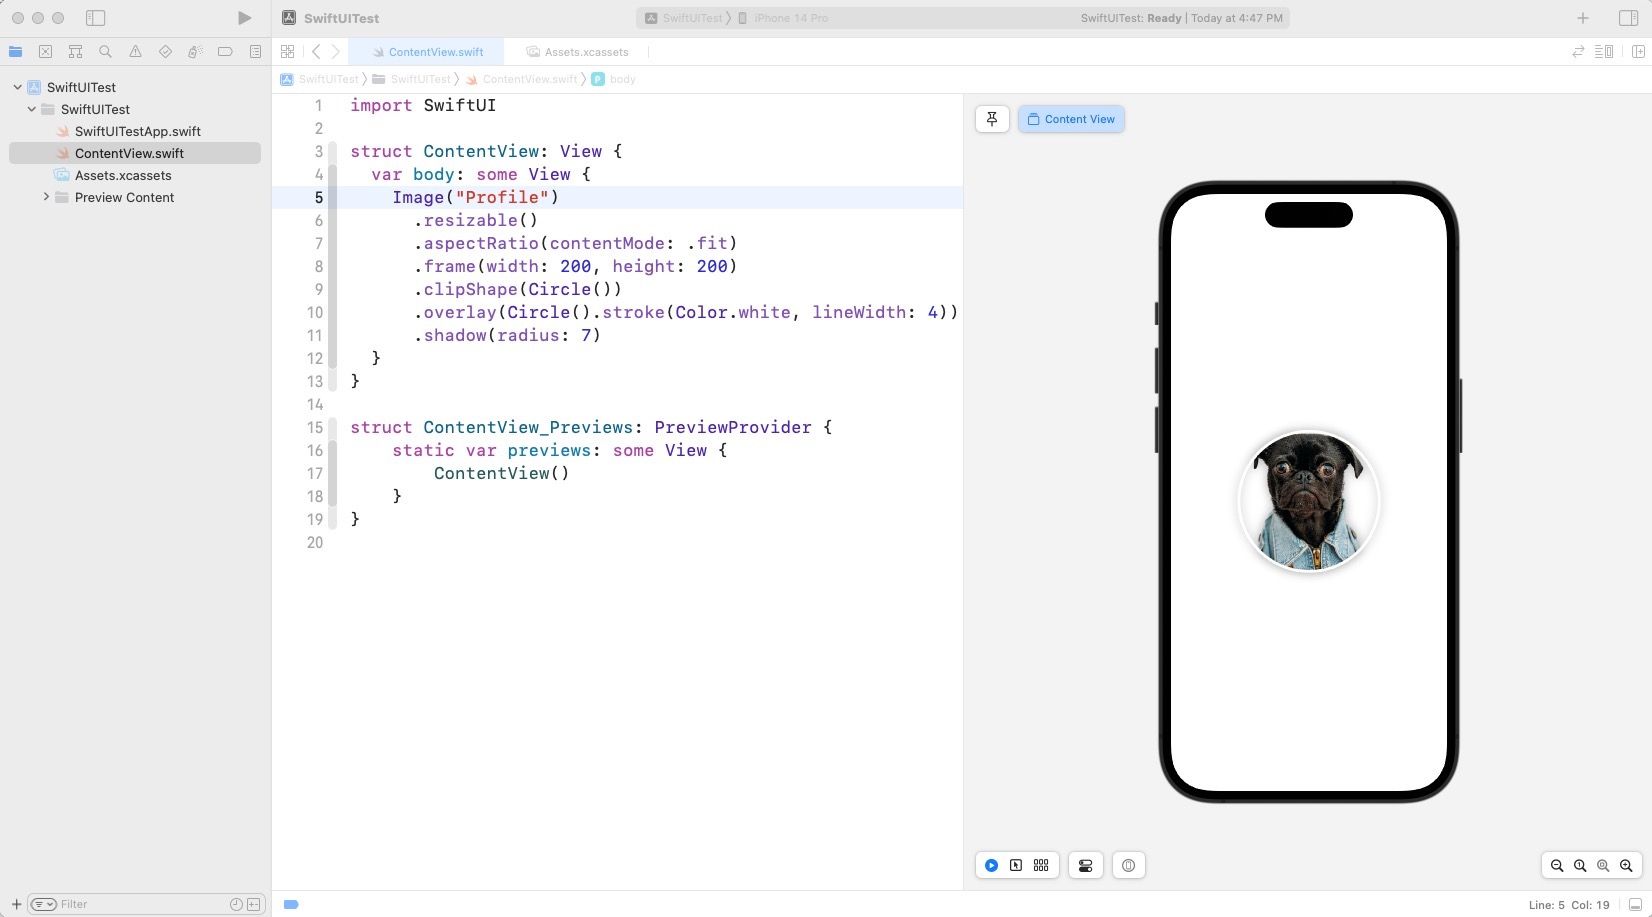 SwiftUITest
SwiftUITest
iPhone 14 Pro
SwiftUITest: Ready | Today at 4:47 PM
ContentView.swift
Assets.xcassets
SwiftUITest
SwiftUITest
ContentView.swift
P
body
SwiftUITest
SwiftUITest
SwiftUITestApp.swift
ContentView.swift
Assets.xcassets
Preview Content
1 import SwiftUI
2
3 struct ContentView: View {
4 var body: some View {
5 Image("Profile")
6 .resizable()
7 .aspectRatio(contentMode: .fit)
8 .frame(width: 200, height: 200)
9 .clipShape(Circle())
10 .overlay(Circle().stroke(Color.white, lineWidth: 4))
11 .shadow(radius: 7)
12 }
13 }
14
15 struct ContentView_Previews: PreviewProvider {
16 static var previews: some View {
17 ContentView()
18 }
19 }
20
Content View
Filter
Line: 5 Col: 19